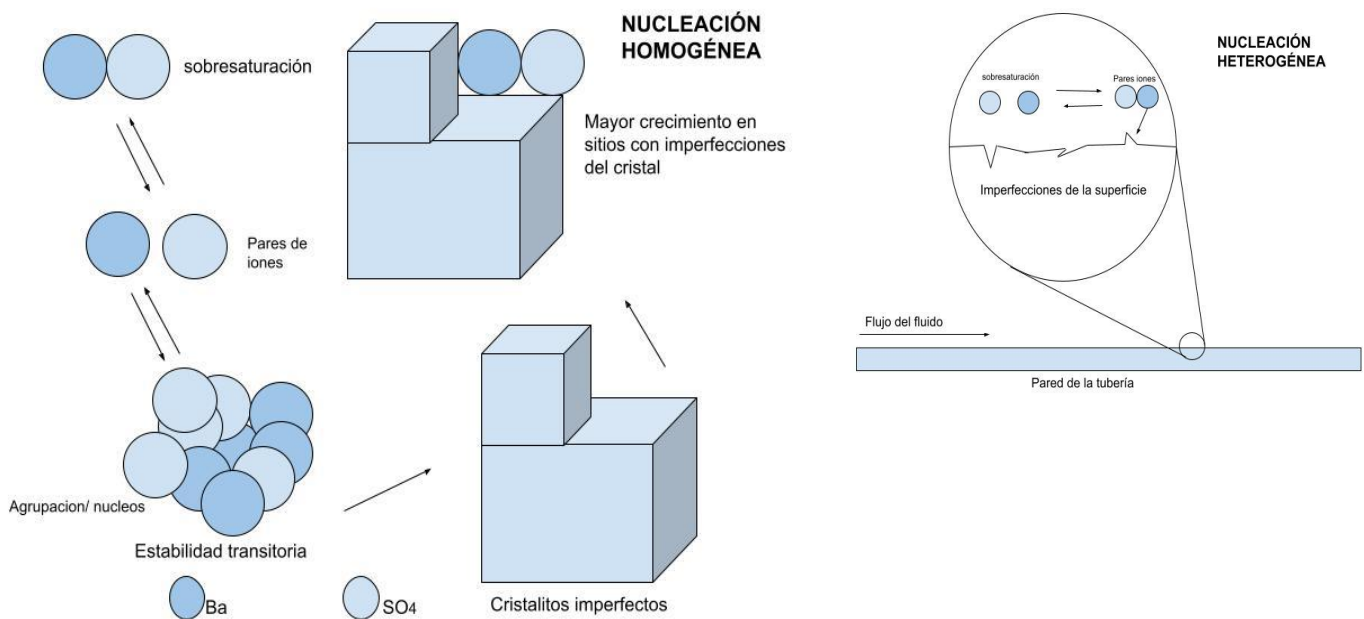 NUCLEACIÓN
HOMOGÉNEA
sobresaturación
Mayor crecimiento en
sitios con imperfecciones
del cristal
Pares de
iones
Agrupacion/ nucleos
Estabilidad transitoria
Ba
SO4
Cristalitos imperfectos
NUCLEACIÓN
HETEROGÉNEA
sobresaturación
Pares iones
Imperfecciones de la superficie
Flujo del fluido
Pared de la tubería